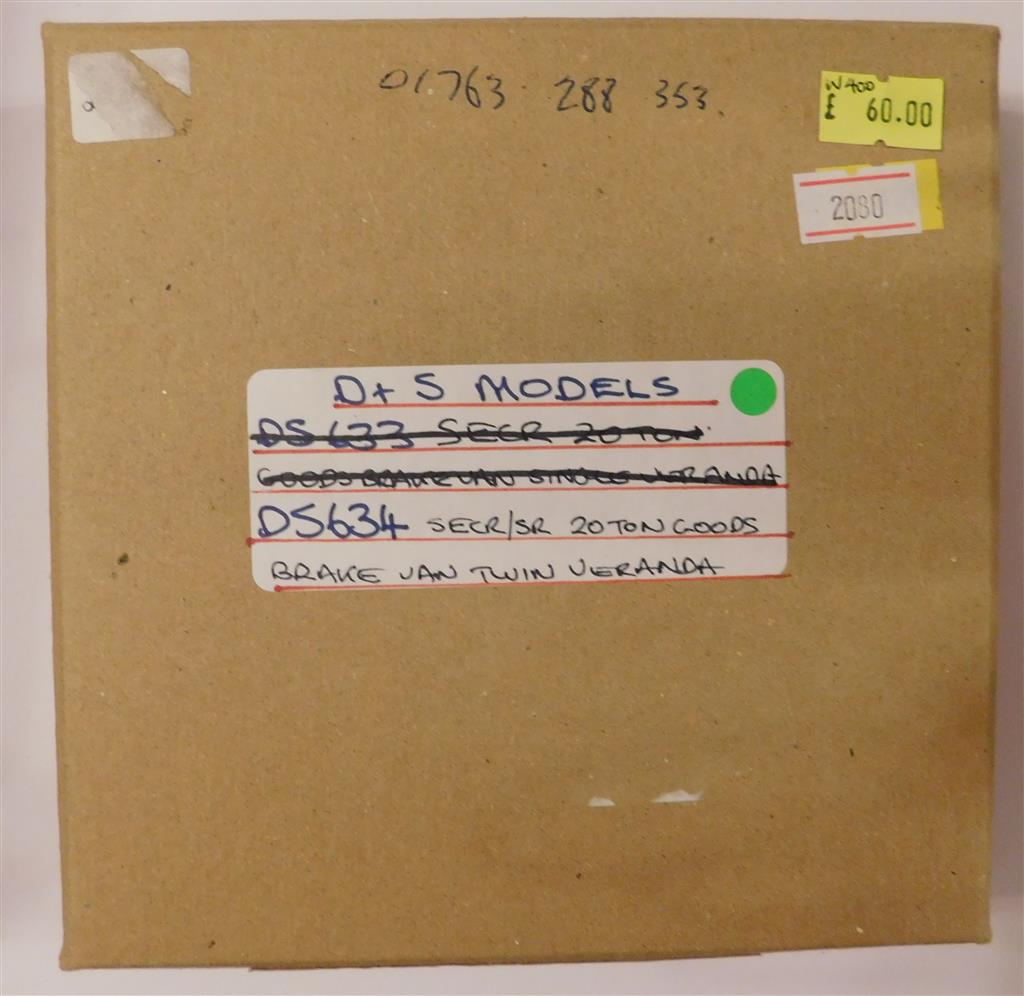 01763 288 353.
W400
£ 60.00
2080
D+S MODELS
DS633 SECR 20 TON
GOODS BRAKE VAN SINGLE VERANDA
DS634 SECR/SR 20 TON GOODS
BRAKE VAN TWIN VERANDA